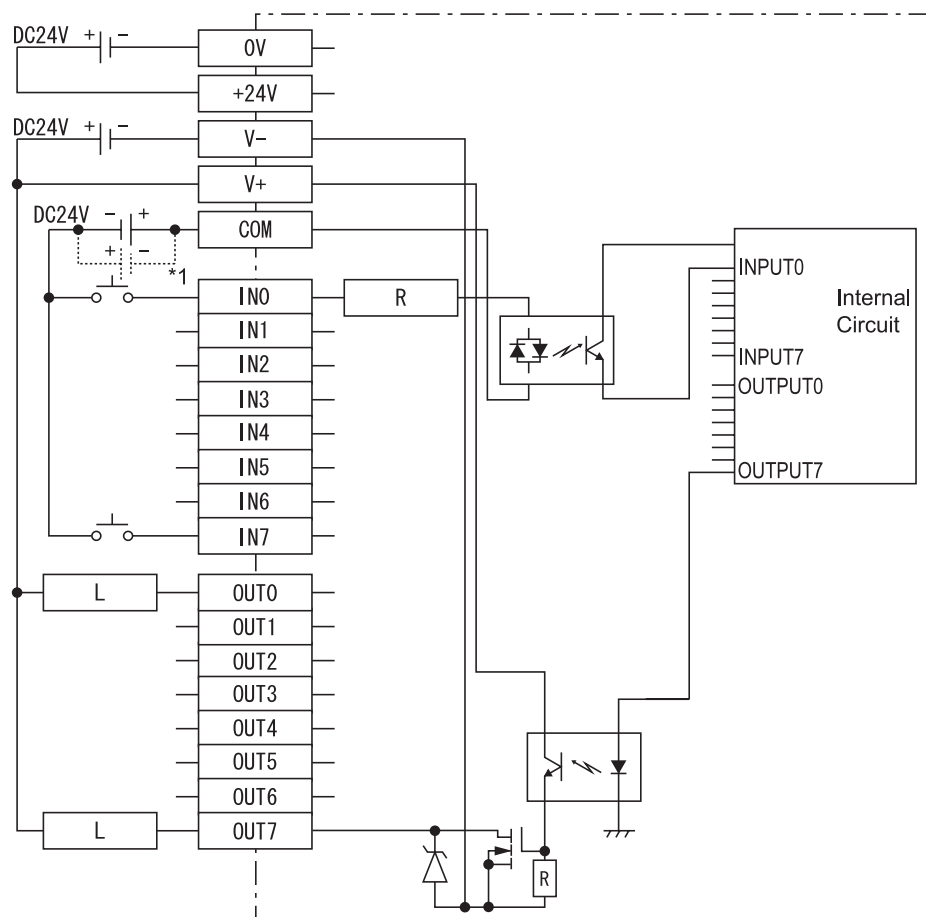 DC24V + - 0V
+24V
DC24V + - V-
V+
DC24V - + COM
+ - *1
IN0 R
IN1
IN2
IN3
IN4
IN5
IN6
IN7
OUT0 L
OUT1
OUT2
OUT3
OUT4
OUT5
OUT6
OUT7 L
R
INPUT0
Internal
Circuit
INPUT7
OUTPUT0
OUTPUT7